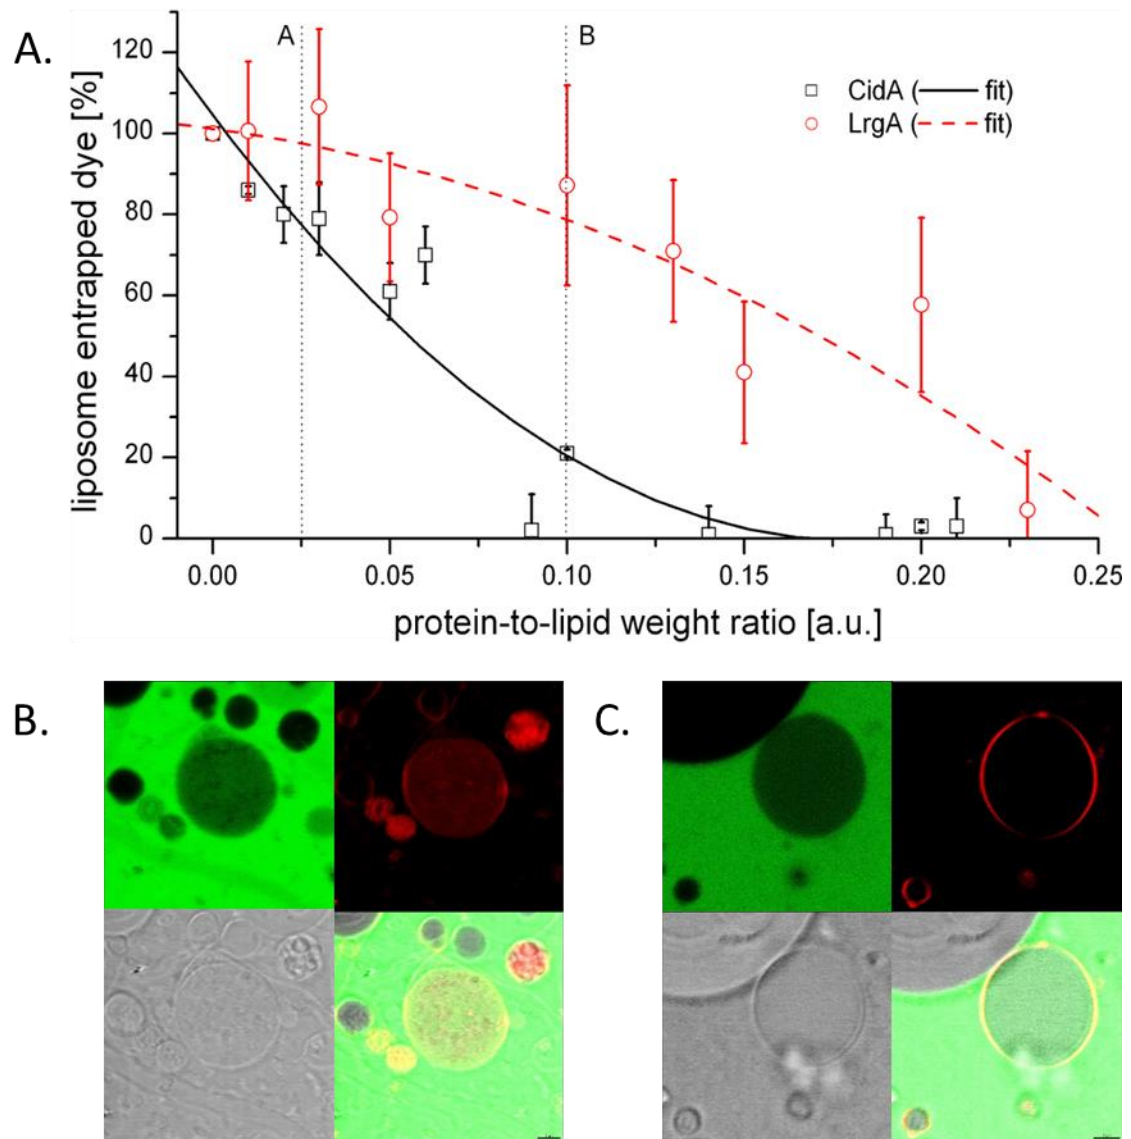 A.
A
B
CidA (—— fit)
LrgA (– – – fit)
liposome entrapped dye [%]
120
100
80
60
40
20
0
0.00 0.05 0.10 0.15 0.20 0.25
protein-to-lipid weight ratio [a.u.]
B.
C.